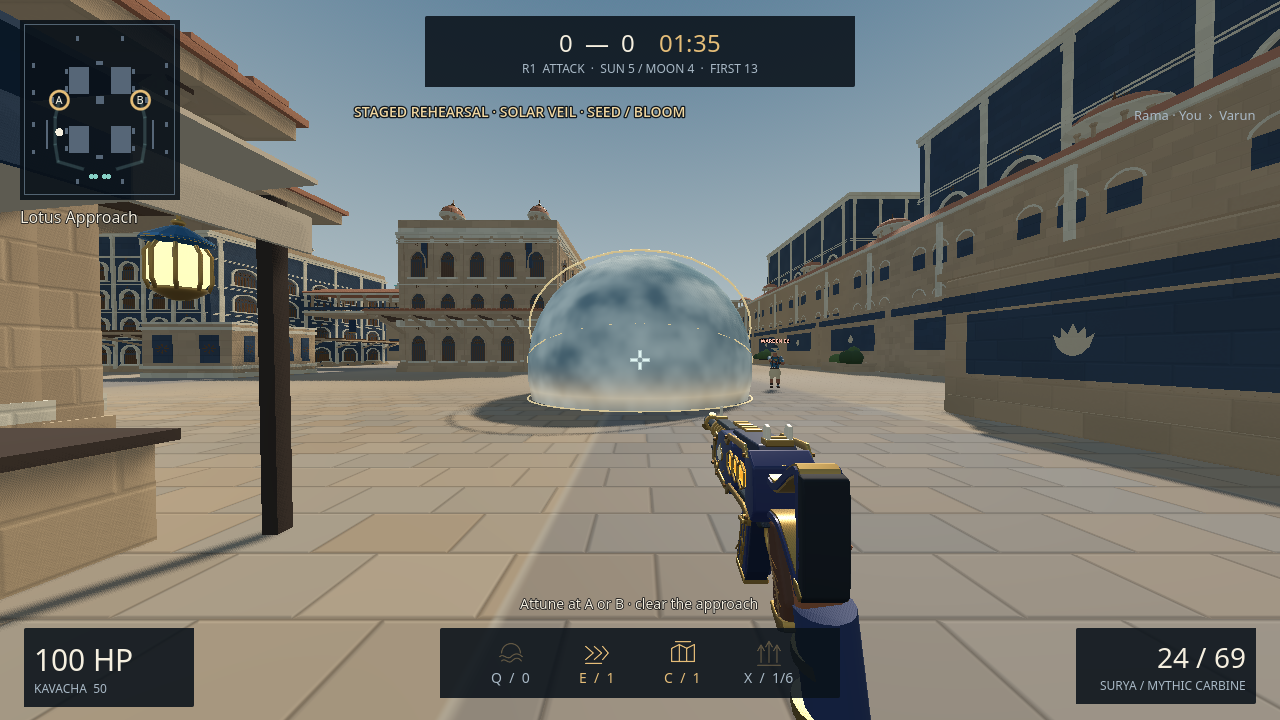 0 — 0 01:35
R1 ATTACK · SUN 5 / MOON 4 · FIRST 13
A
B
STAGED REHEARSAL · SOLAR VEIL · SEED / BLOOM
Rama · You › Varun
Lotus Approach
Attune at A or B · clear the approach
100 HP
KAVACHA 50
Q / 0
E / 1
C / 1
X / 1/6
24 / 69
SURYA / MYTHIC CARBINE